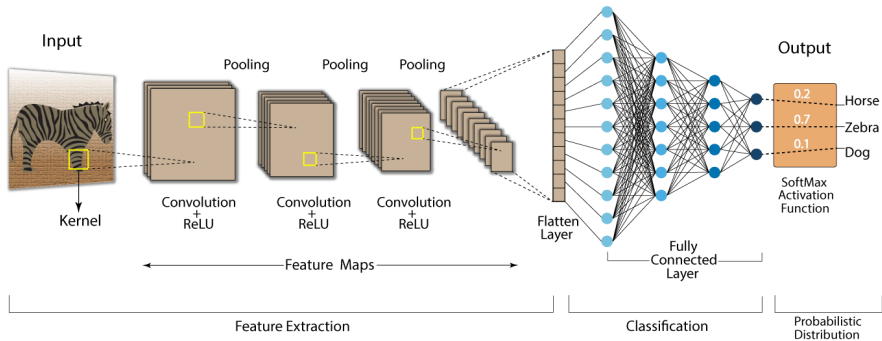 Input
Kernel
Pooling
Pooling
Pooling
Convolution
+
ReLU
Convolution
+
ReLU
Convolution
+
ReLU
Feature Maps
Flatten
Layer
Fully
Connected
Layer
Output
0.2
0.7
0.1
Horse
Zebra
Dog
SoftMax
Activation
Function
Feature Extraction
Classification
Probabilistic
Distribution